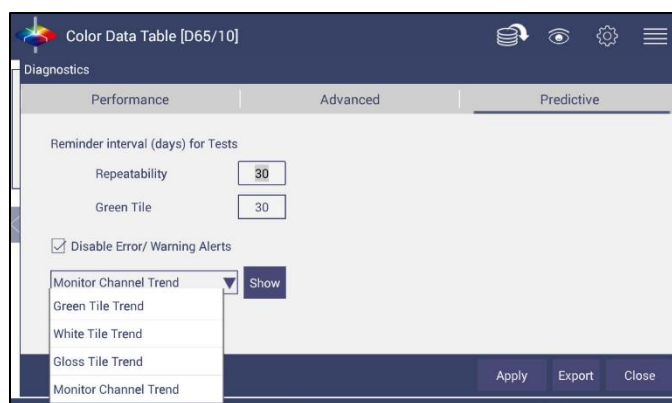 Color Data Table [D65/10]
Diagnostics
Performance Advanced Predictive
Reminder interval (days) for Tests
Repeatability 30
Green Tile 30
Disable Error/ Warning Alerts
Monitor Channel Trend Show
Green Tile Trend
White Tile Trend
Gloss Tile Trend
Monitor Channel Trend
Apply Export Close